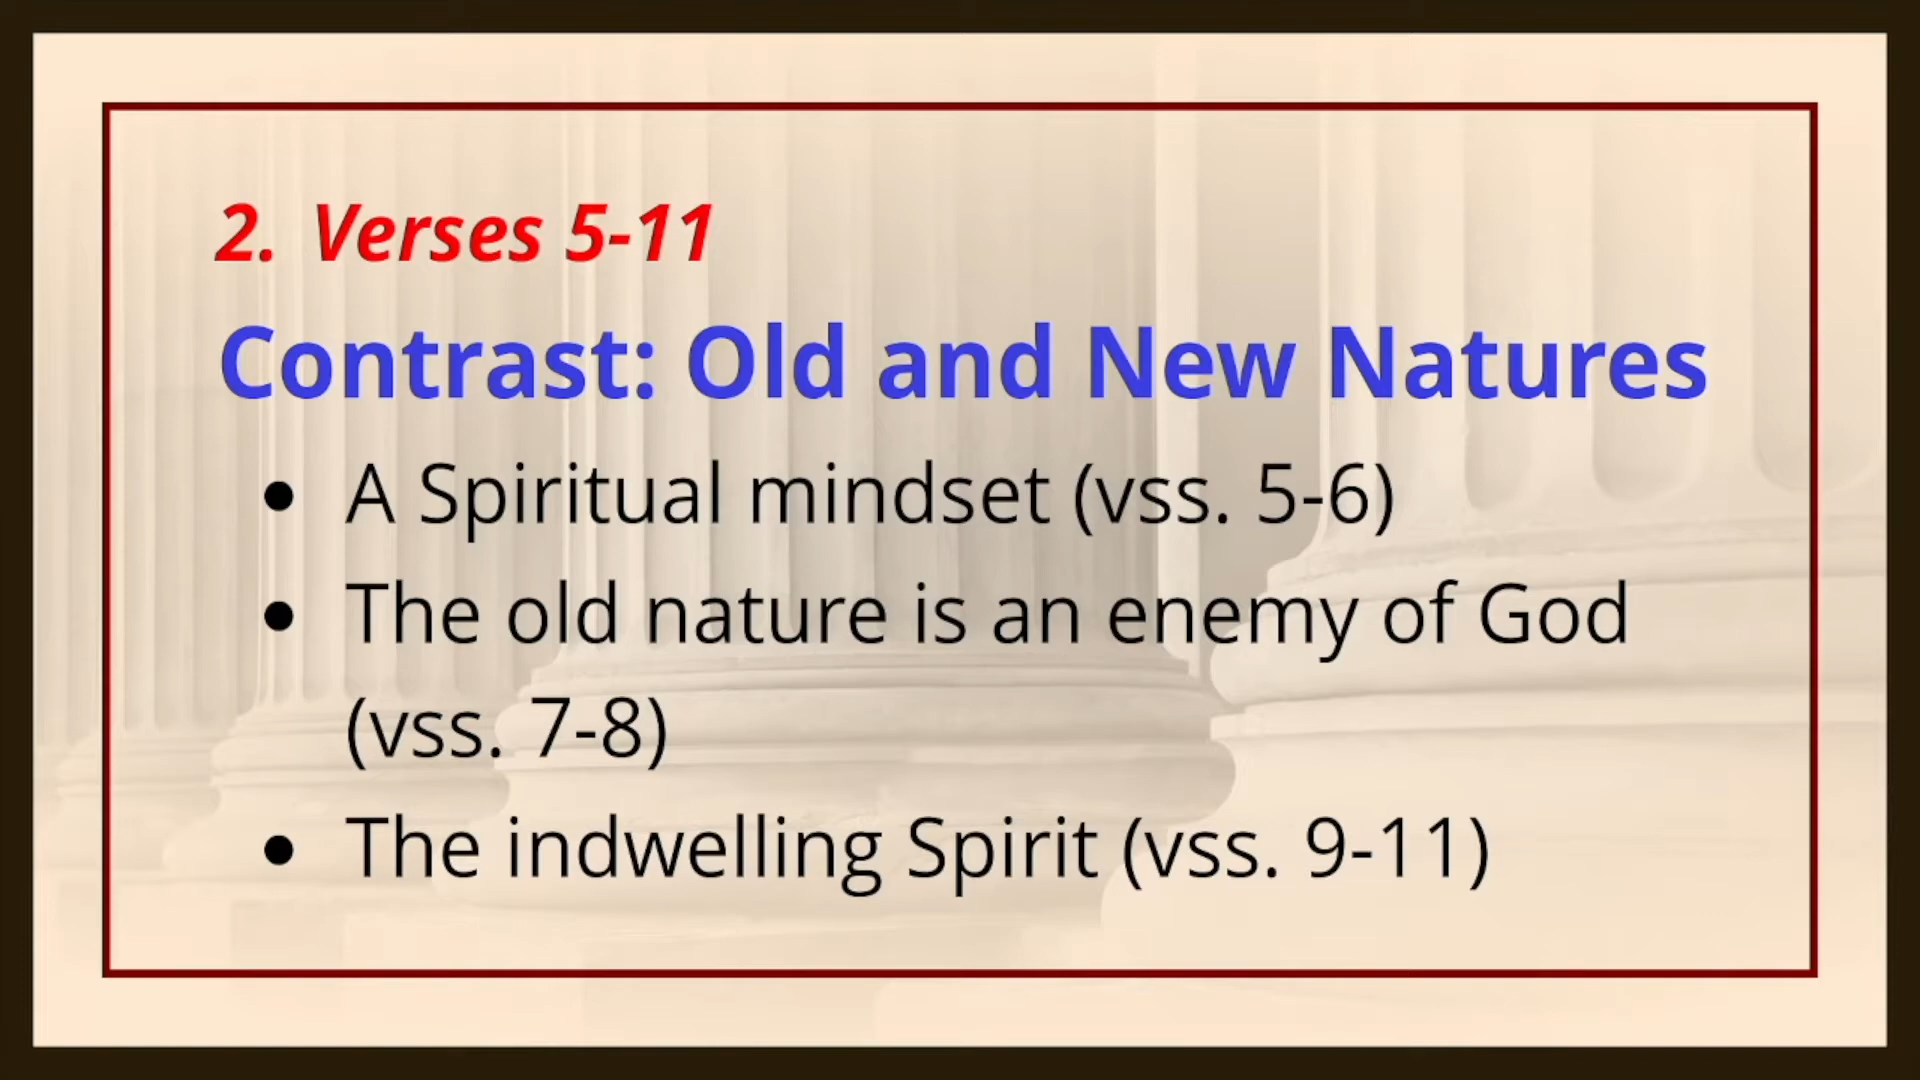 2. Verses 5-11
Contrast: Old and New Natures
• A Spiritual mindset (vss. 5-6)
• The old nature is an enemy of God
(vss. 7-8)
• The indwelling Spirit (vss. 9-11)